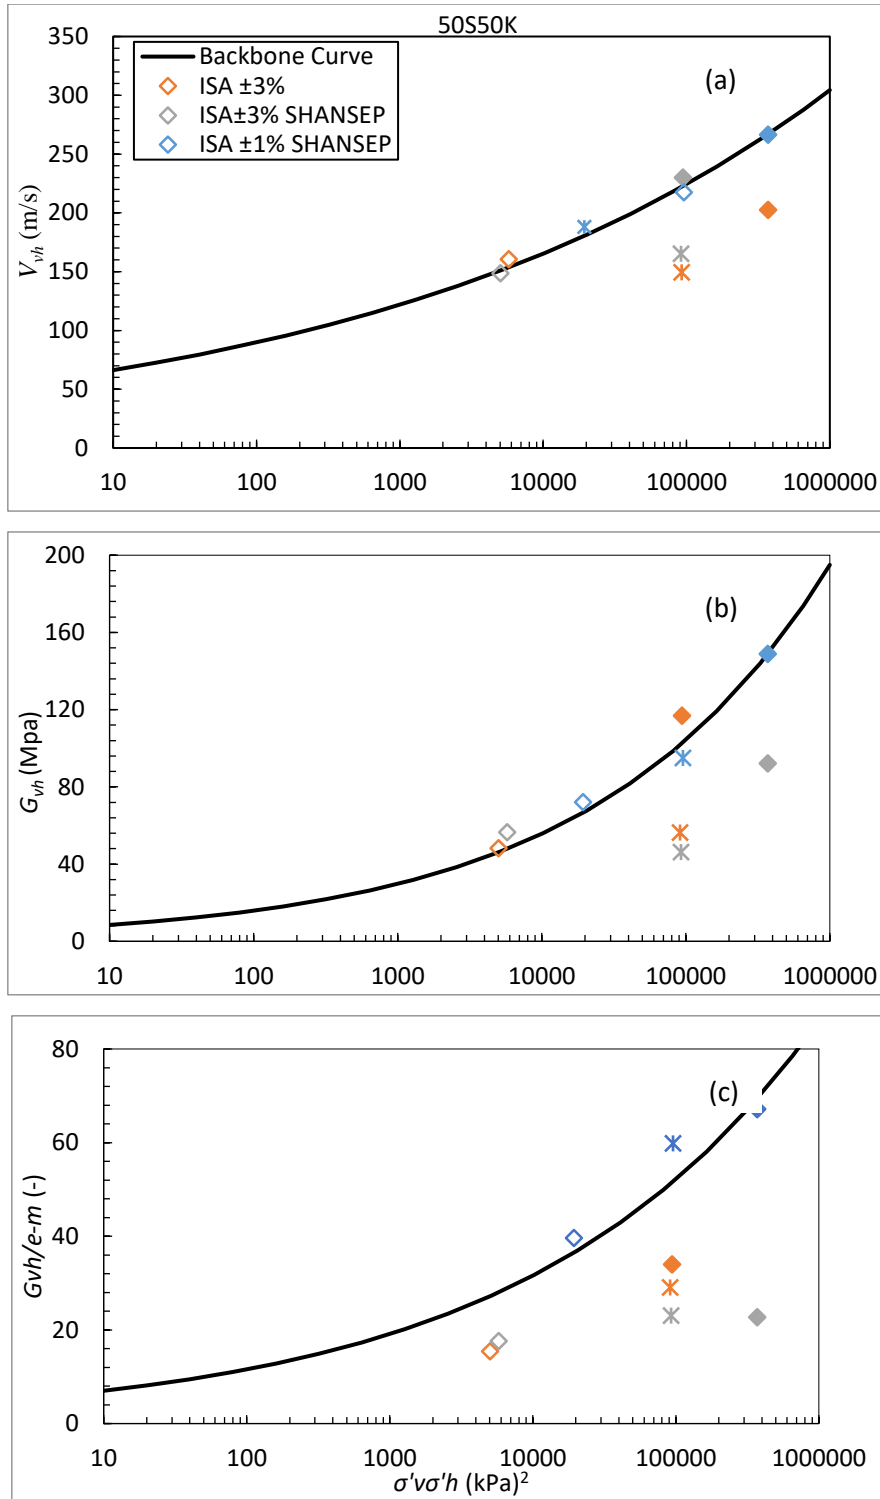 50S50K
350
300
250
200
150
100
50
0
V_vh (m/s)
Backbone Curve
ISA ±3%
ISA±3% SHANSEP
ISA ±1% SHANSEP
(a)
10 100 1000 10000 100000 1000000
200
160
120
80
40
0
G_vh (Mpa)
(b)
10 100 1000 10000 100000 1000000
80
60
40
20
0
Gvh/e-m (-)
(c)
10 100 1000 10000 100000 1000000
σ'vσ'h (kPa)²